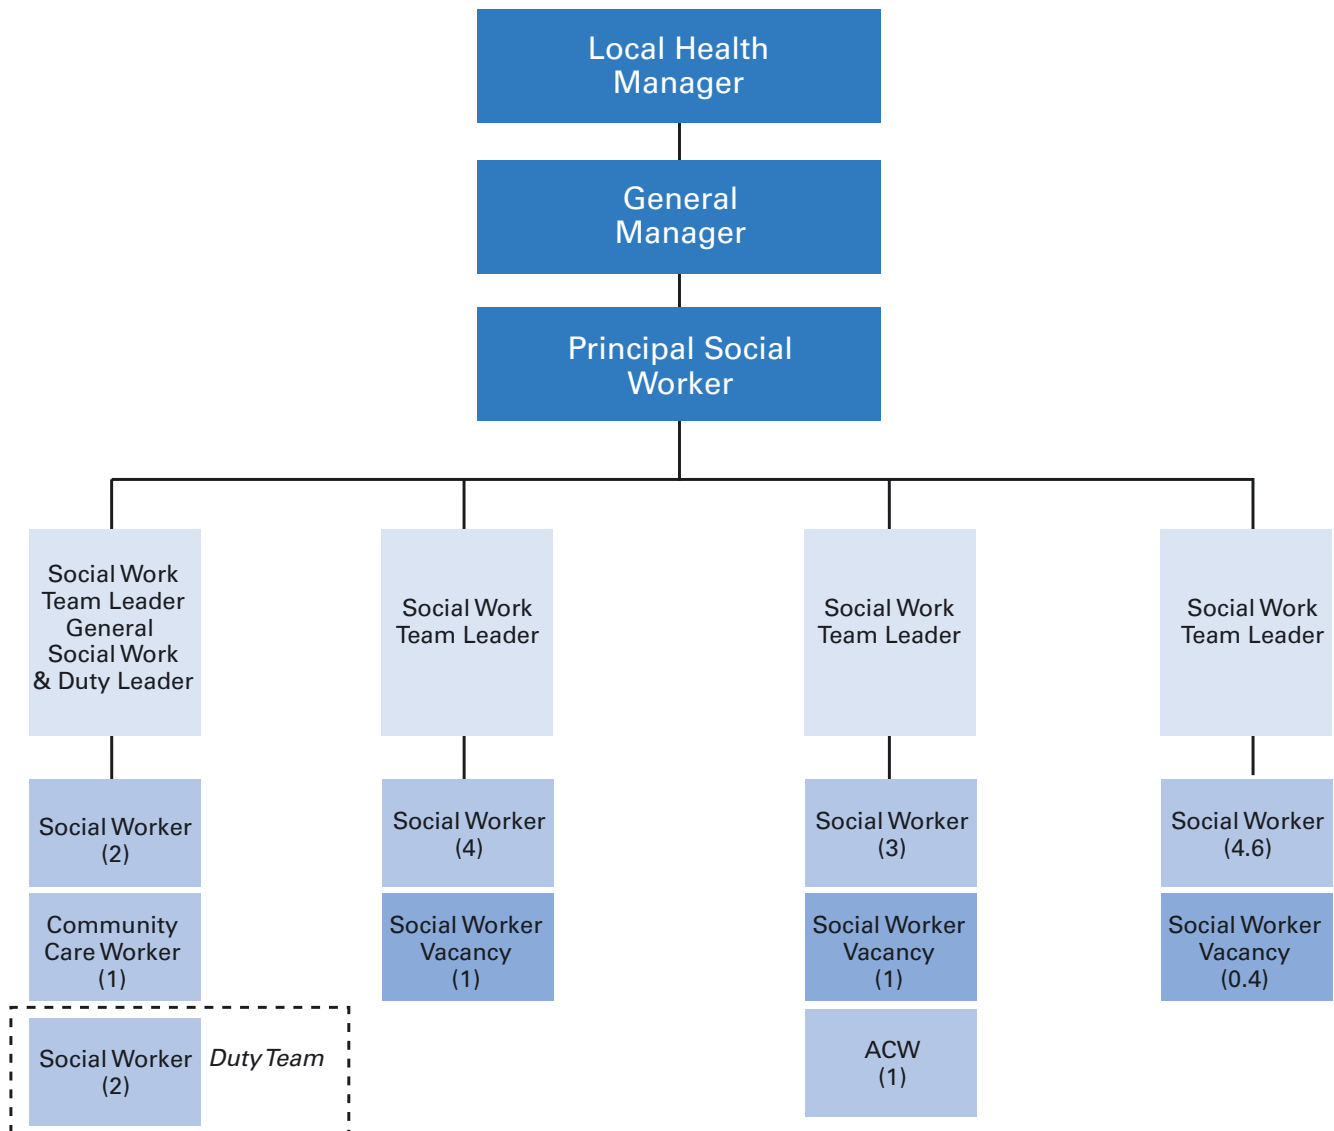 Local Health
Manager
General
Manager
Principal Social
Worker
Social Work
Team Leader
General
Social Work
& Duty Leader
Social Work
Team Leader
Social Work
Team Leader
Social Work
Team Leader
Social Worker
(2)
Social Worker
(4)
Social Worker
(3)
Social Worker
(4.6)
Community
Care Worker
(1)
Social Worker
Vacancy
(1)
Social Worker
Vacancy
(1)
Social Worker
Vacancy
(0.4)
Social Worker
(2)
Duty Team
ACW
(1)